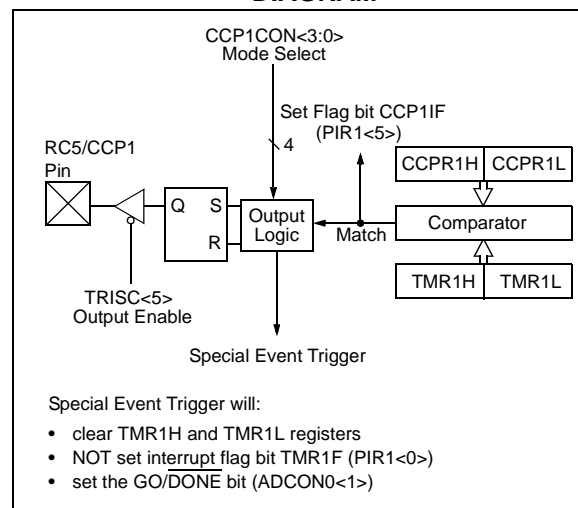 DIAGRAM
CCP1CON<3:0>
Mode Select
Set Flag bit CCP1IF
(PIR1<5>)
4
RC5/CCP1
Pin
CCPR1H CCPR1L
Q S
R
Output
Logic
Match
Comparator
TRISC<5>
Output Enable
TMR1H TMR1L
Special Event Trigger
Special Event Trigger will:
• clear TMR1H and TMR1L registers
• NOT set interrupt flag bit TMR1F (PIR1<0>)
• set the GO/DONE bit (ADCON0<1>)